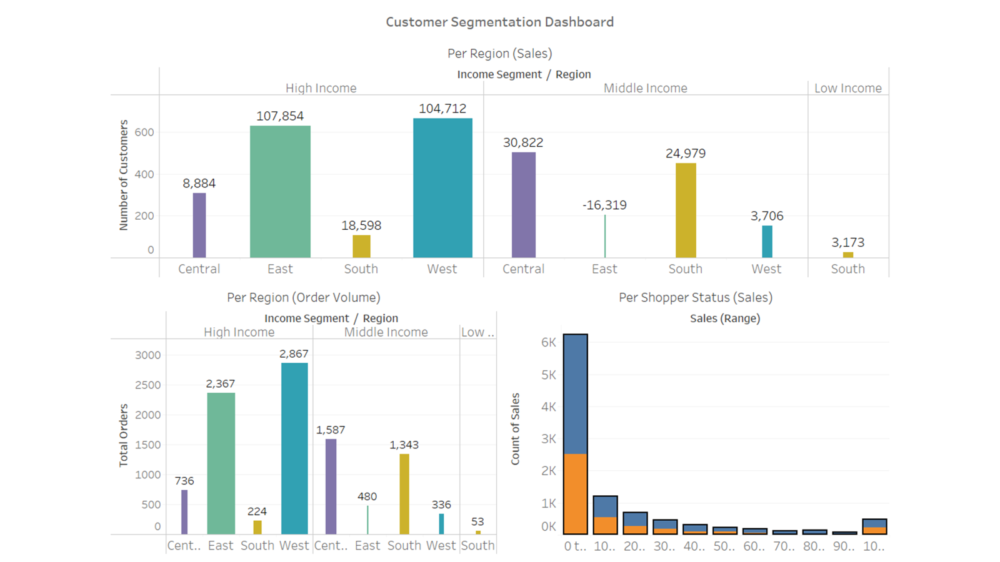 Customer Segmentation Dashboard
Per Region (Sales)
Income Segment / Region
High Income Middle Income Low Income
Number of Customers
600
400
200
0
8,884
107,854
18,598
104,712
30,822
-16,319
24,979
3,706
3,173
Central East South West Central East South West South
Per Region (Order Volume)
Income Segment / Region
High Income Middle Income Low ..
Total Orders
3000
2500
2000
1500
1000
500
0
736
2,367
224
2,867
1,587
480
1,343
336
53
Cent.. East South West Cent.. East South West South
Per Shopper Status (Sales)
Sales (Range)
Count of Sales
6K
5K
4K
3K
2K
1K
0K
0 t.. 10.. 20.. 30.. 40.. 50.. 60.. 70.. 80.. 90.. 10..